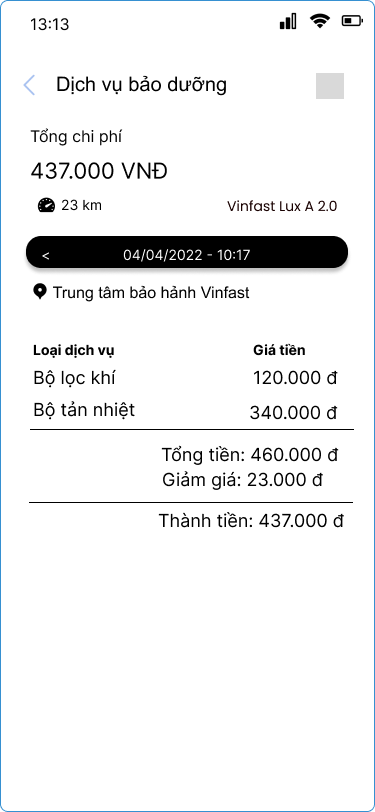 13:13
Dịch vụ bảo dưỡng
Tổng chi phí
437.000 VNĐ
23 km
Vinfast Lux A 2.0
< 04/04/2022 - 10:17
Trung tâm bảo hành Vinfast
Loại dịch vụ Giá tiền
Bộ lọc khí 120.000 đ
Bộ tản nhiệt 340.000 đ
Tổng tiền: 460.000 đ
Giảm giá: 23.000 đ
Thành tiền: 437.000 đ